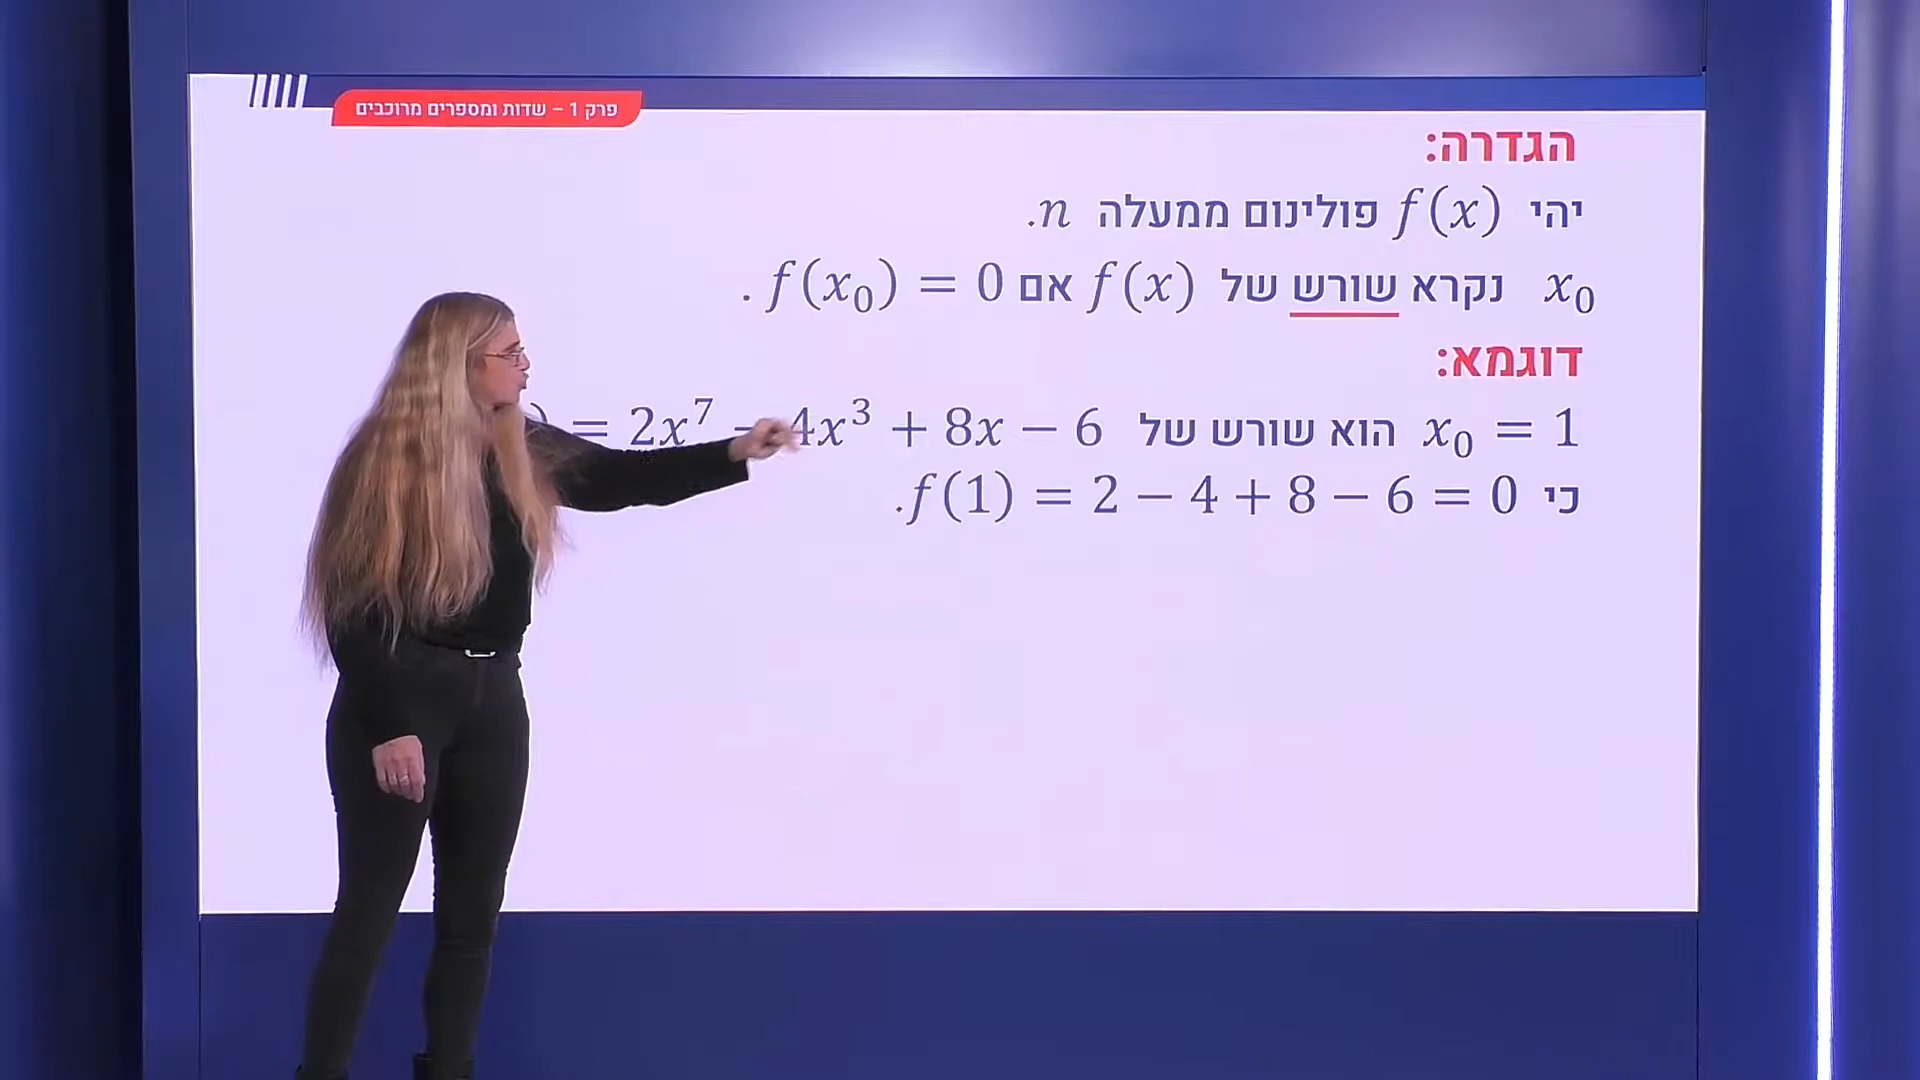 פרק 1 – שדות ומספרים מרוכבים
הגדרה:
יהי f(x) פולינום ממעלה n.
x₀ נקרא שורש של f(x) אם f(x₀) = 0 .
דוגמא:
x₀ = 1 הוא שורש של ) = 2x⁷ − 4x³ + 8x − 6
כי f(1) = 2 − 4 + 8 − 6 = 0.